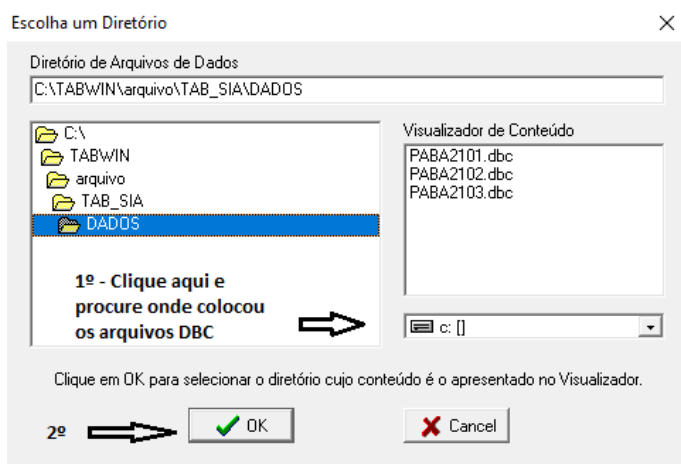 Escolha um Diretório
Diretório de Arquivos de Dados
C:\TABWIN\arquivo\TAB_SIA\DADOS
C:\
TABWIN
arquivo
TAB_SIA
DADOS
Visualizador de Conteúdo
PABA2101.dbc
PABA2102.dbc
PABA2103.dbc
1º - Clique aqui e
procure onde colocou
os arquivos DBC
c: []
Clique em OK para selecionar o diretório cujo conteúdo é o apresentado no Visualizador.
2º
OK
Cancel